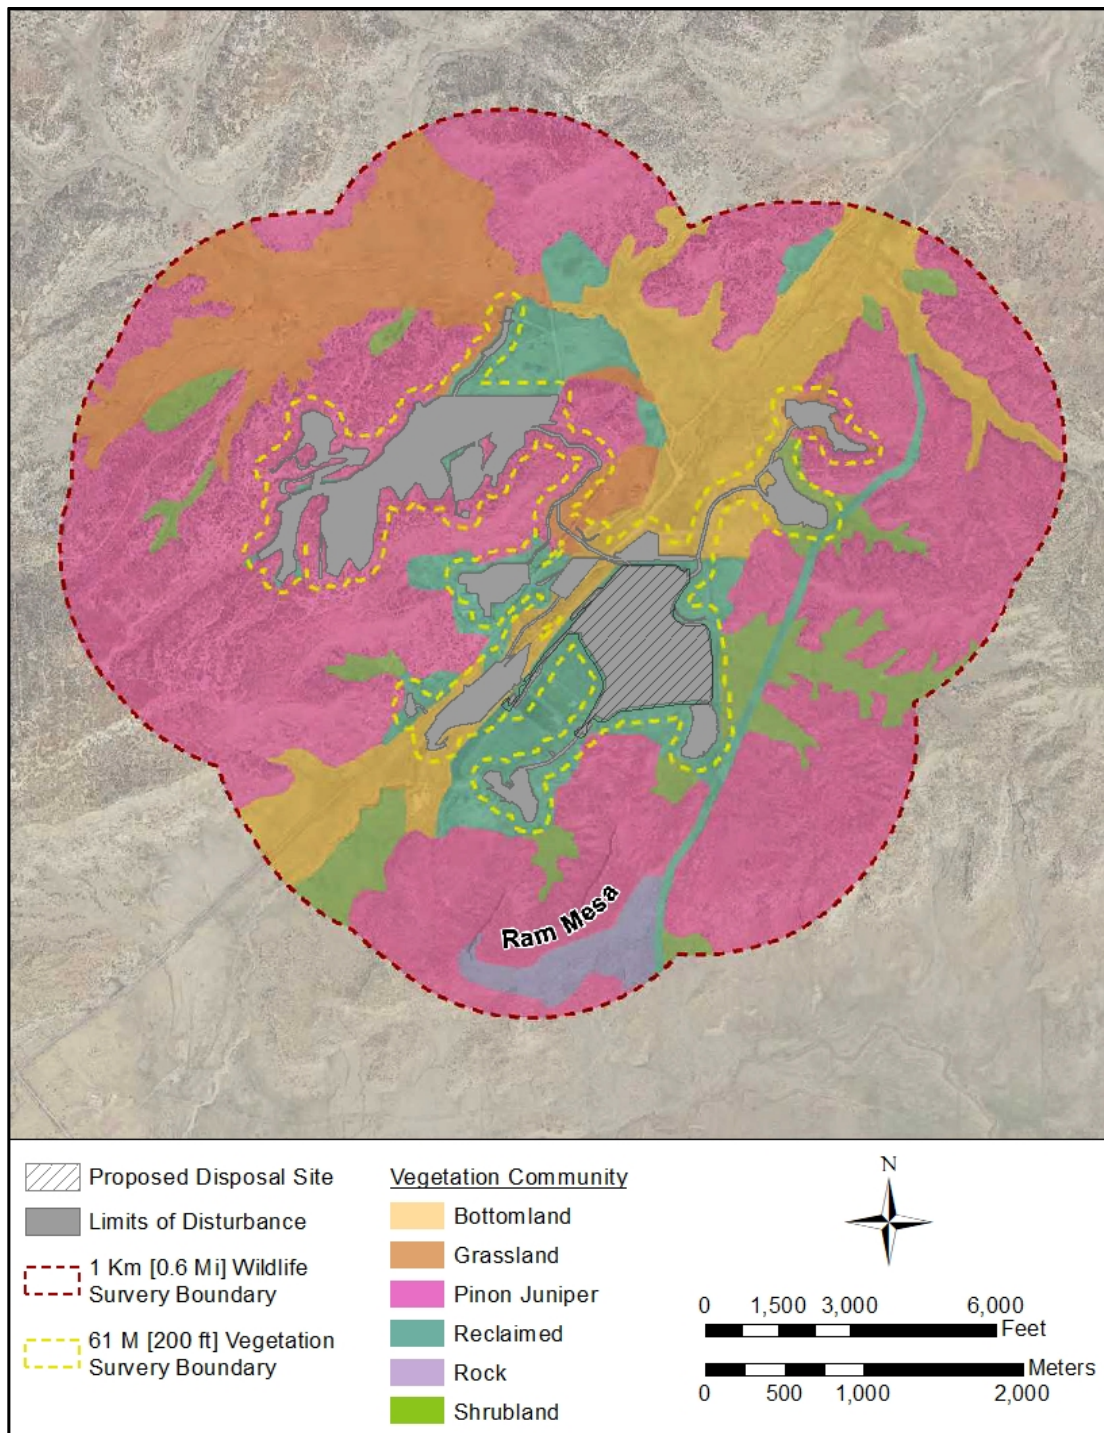 Ram Mesa
Proposed Disposal Site
Limits of Disturbance
1 Km [0.6 Mi] Wildlife
Survery Boundary
61 M [200 ft] Vegetation
Survery Boundary
Vegetation Community
Bottomland
Grassland
Pinon Juniper
Reclaimed
Rock
Shrubland
N
0 1,500 3,000 6,000
Feet
Meters
0 500 1,000 2,000